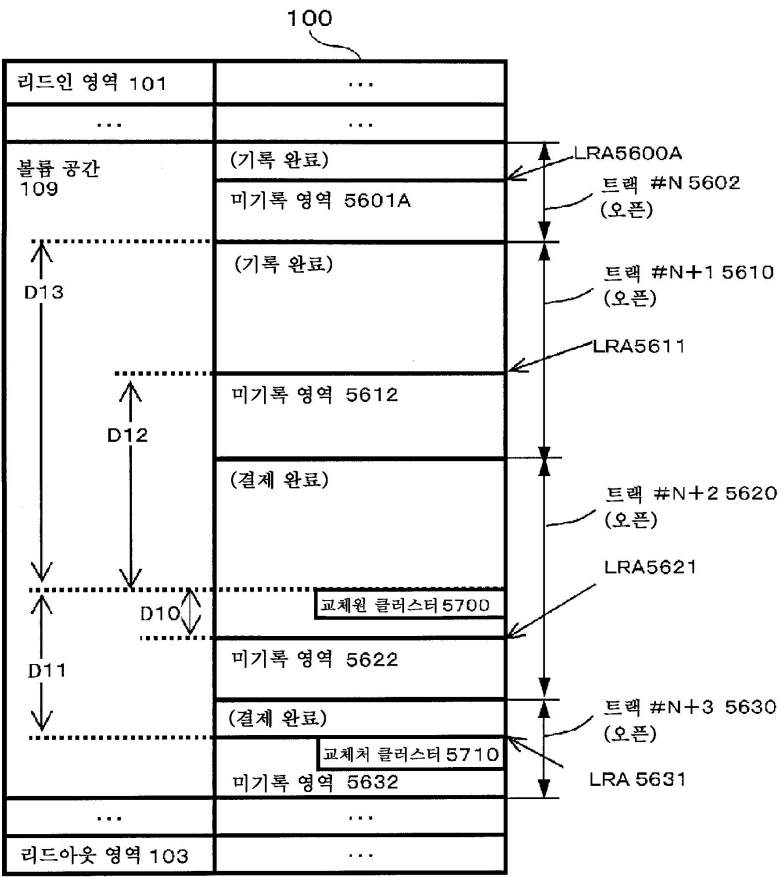 100
리드인 영역 101
...
...
...
볼륨 공간
109
(기록 완료)
LRA5600A
미기록 영역 5601A
트랙 #N 5602
(오픈)
(기록 완료)
D13
트랙 #N+1 5610
(오픈)
LRA5611
미기록 영역 5612
D12
(결제 완료)
트랙 #N+2 5620
(오픈)
LRA5621
교체원 클러스터 5700
D10
미기록 영역 5622
D11
(결제 완료)
트랙 #N+3 5630
(오픈)
교체처 클러스터 5710
미기록 영역 5632
LRA 5631
...
...
리드아웃 영역 103
...